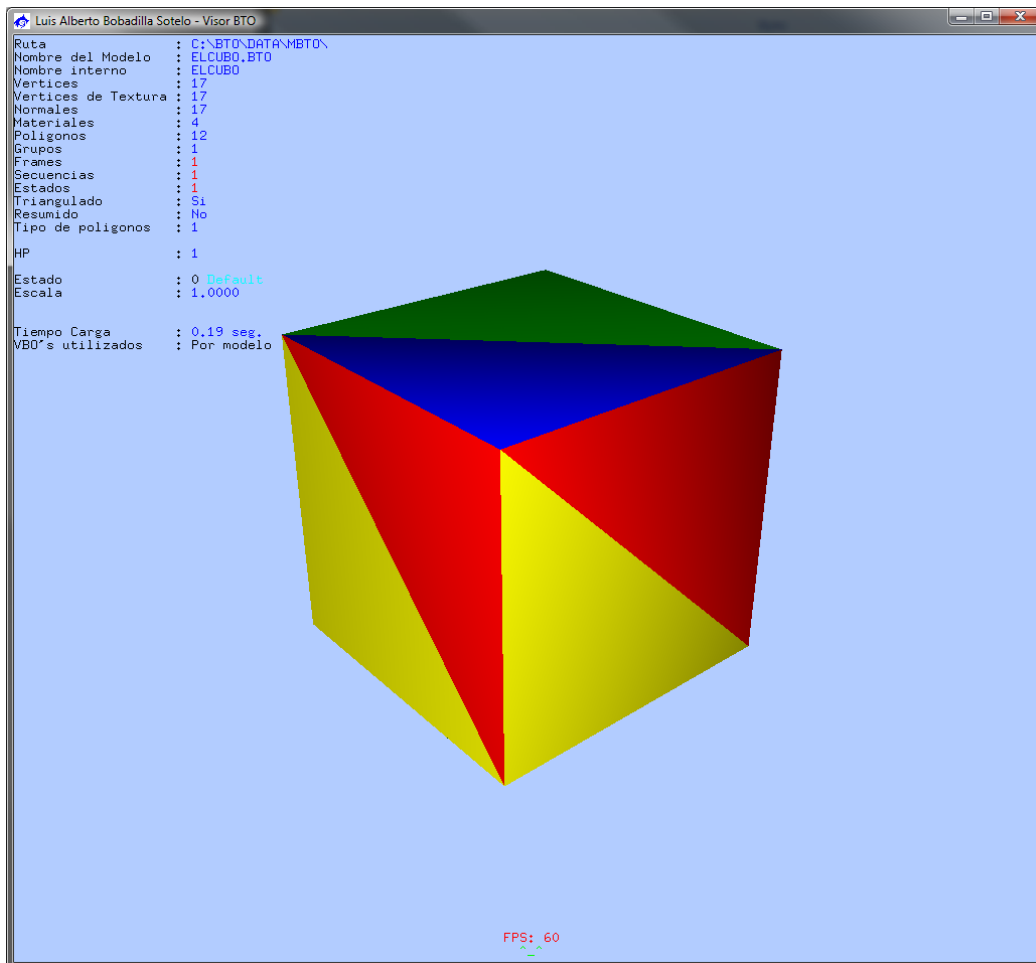 Luis Alberto Bobadilla Sotelo - Visor BTO
Ruta : C:\BTO\DATA\MBTO\
Nombre del Modelo : ELCUBO.BTO
Nombre interno : ELCUBO
Vertices : 17
Vertices de Textura : 17
Normales : 17
Materiales : 4
Poligonos : 12
Grupos : 1
Frames : 1
Secuencias : 1
Estados : 1
Triangulado : Si
Resumido : No
Tipo de poligonos : 1
HP : 1
Estado : 0 Default
Escala : 1.0000
Tiempo Carga : 0.19 seg.
VBO´s utilizados : Por modelo
FPS: 60
^_^